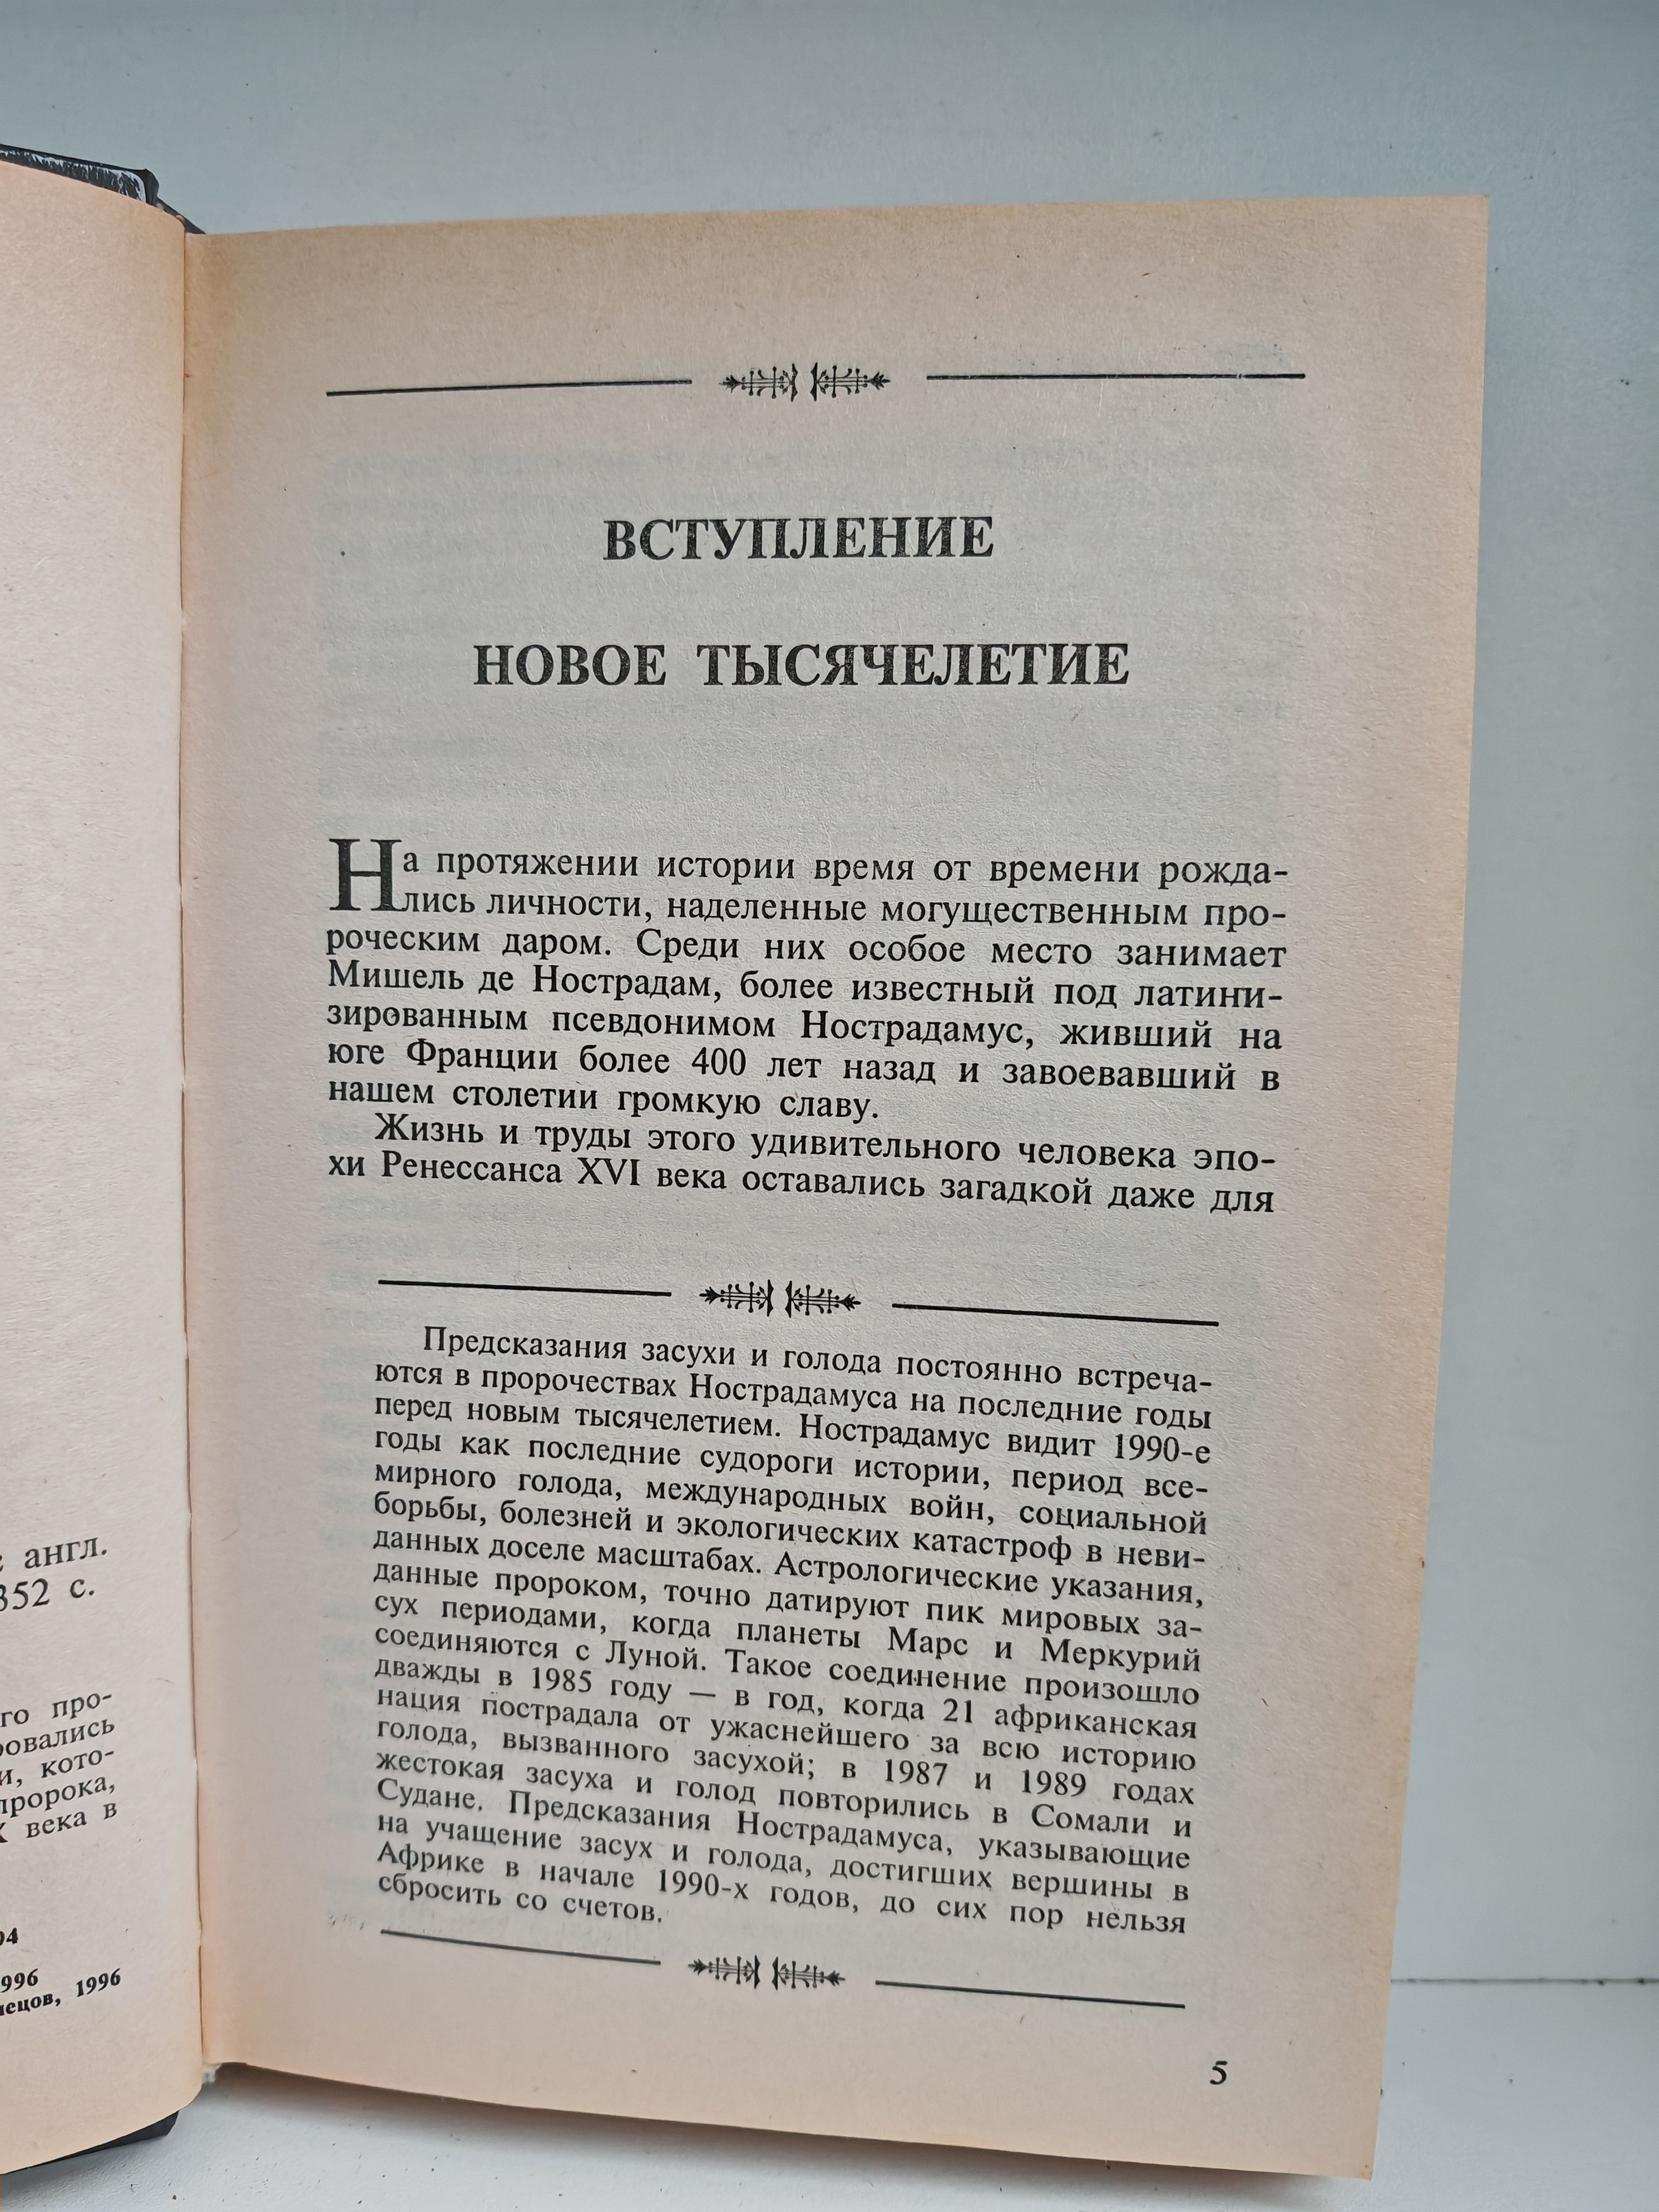 англ.
352 с.
го про-
ровались
и, кото-
пророка,
века в
94
1996
1996
ВСТУПЛЕНИЕ
НОВОЕ ТЫСЯЧЕЛЕТИЕ
На протяжении истории время от времени рожда-
лись личности, наделенные могущественным про-
роческим даром. Среди них особое место занимает
Мишель де Нострадам, более известный под латини-
зированным псевдонимом Нострадамус, живший на
юге Франции более 400 лет назад и завоевавший в
нашем столетии громкую славу.
Жизнь и труды этого удивительного человека эпо-
хи Ренессанса XVI века оставались загадкой даже для
Предсказания засухи и голода постоянно встреча-
ются в пророчествах Нострадамуса на последние годы
перед новым тысячелетием. Нострадамус видит 1990-е
годы как последние судороги истории, период все-
мирного голода, международных войн, социальной
борьбы, болезней и экологических катастроф в неви-
данных доселе масштабах. Астрологические указания,
данные пророком, точно датируют пик мировых за-
сух периодами, когда планеты Марс и Меркурий
соединяются с Луной. Такое соединение произошло
дважды в 1985 году — в год, когда 21 африканская
нация пострадала от ужаснейшего за всю историю
голода, вызванного засухой; в 1987 и 1989 годах
жестокая засуха и голод повторились в Сомали и
Судане. Предсказания Нострадамуса, указывающие
на учащение засух и голода, достигших вершины в
Африке в начале 1990-х годов, до сих пор нельзя
сбросить со счетов.
5